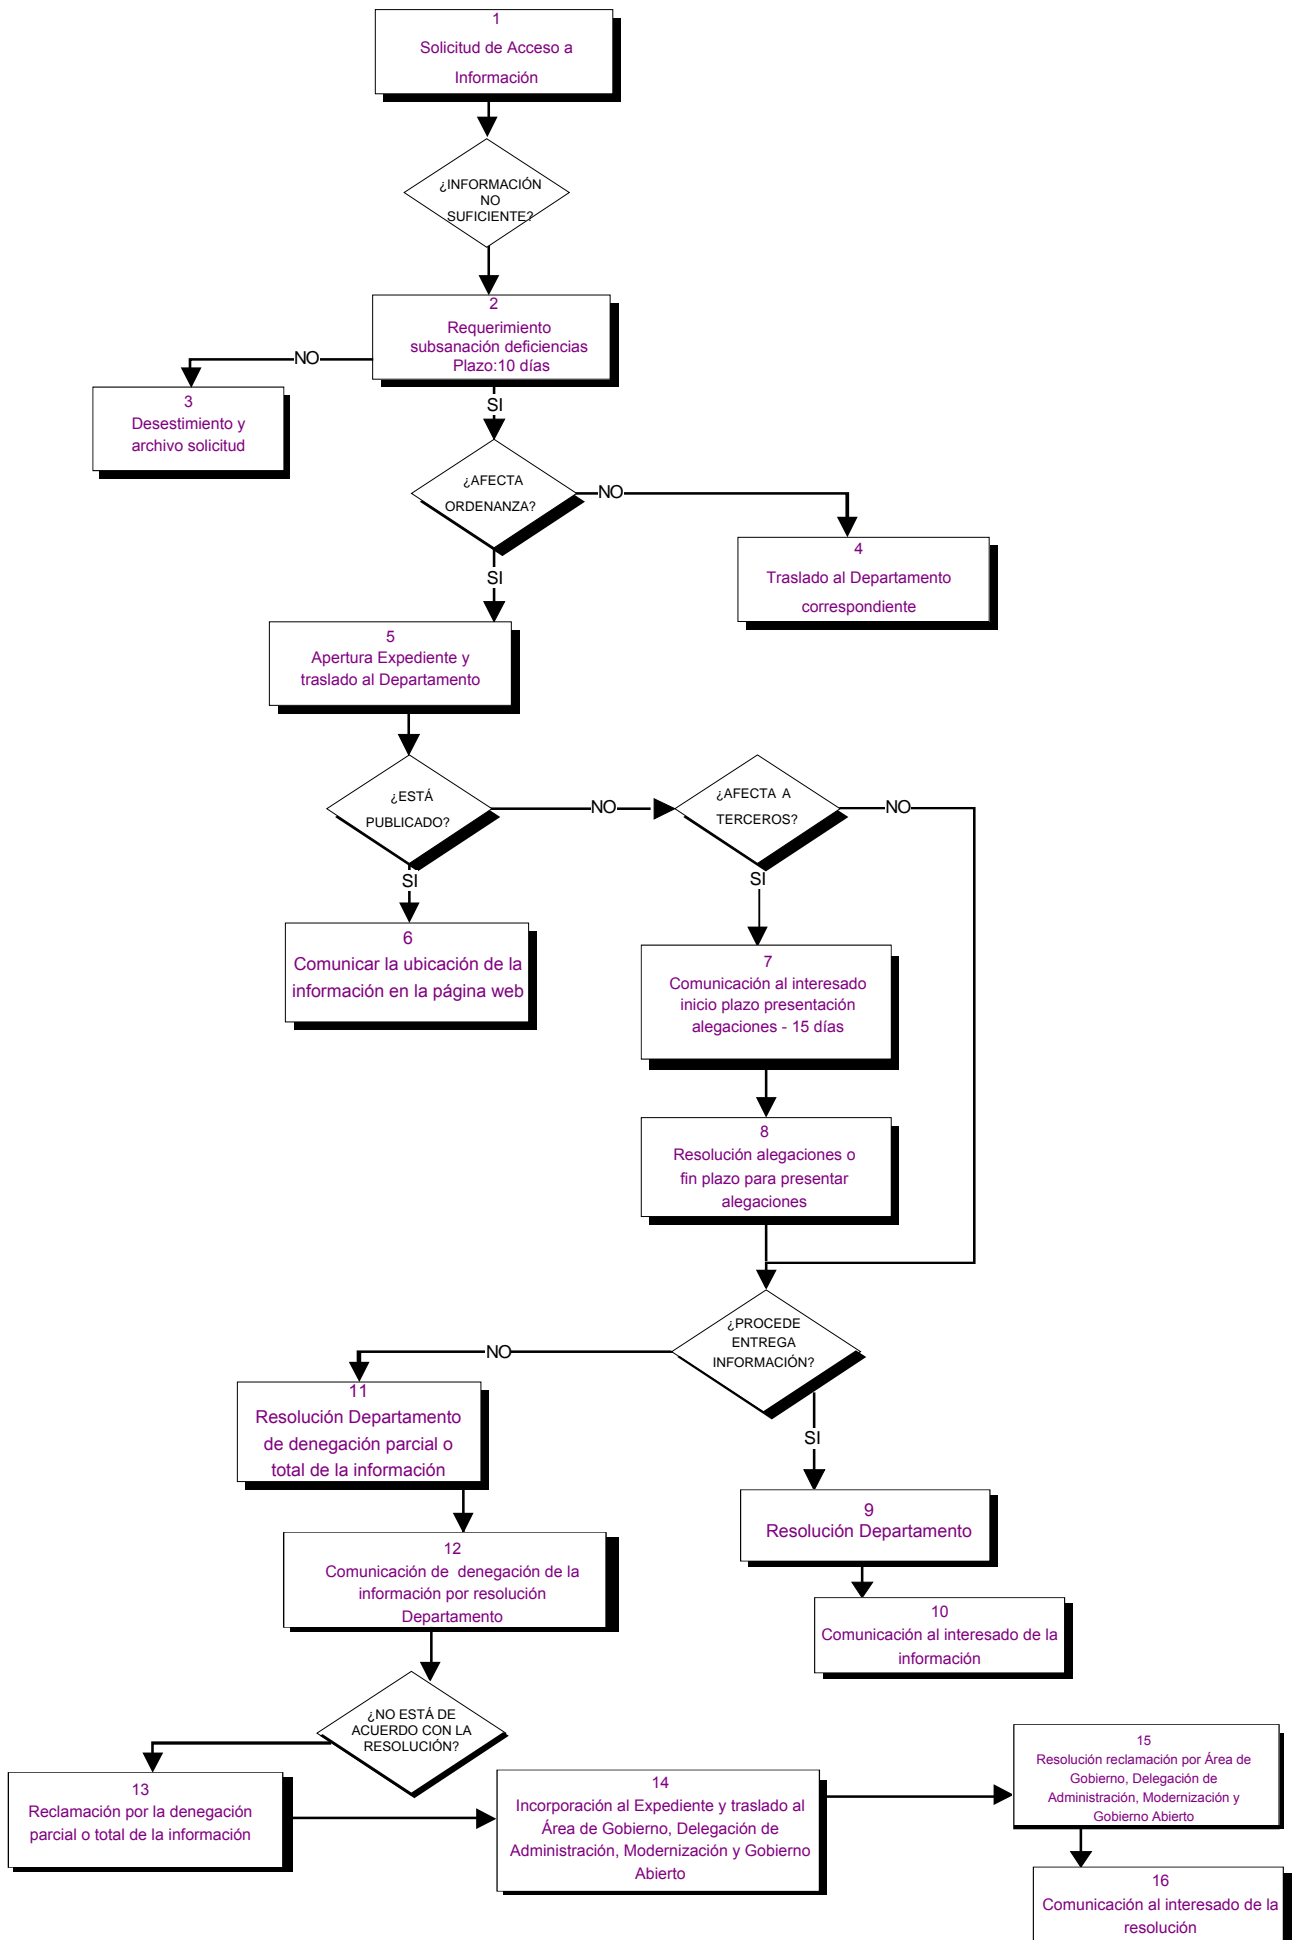 1
Solicitud de Acceso a
Información
¿INFORMACIÓN
NO
SUFICIENTE?
2
Requerimiento
subsanación deficiencias
Plazo:10 días
NO
3
Desestimiento y
archivo solicitud
SI
¿AFECTA
ORDENANZA?
NO
4
Traslado al Departamento
correspondiente
SI
5
Apertura Expediente y
traslado al Departamento
¿ESTÁ
PUBLICADO?
NO
¿AFECTA A
TERCEROS?
NO
SI
6
Comunicar la ubicación de la
información en la página web
SI
7
Comunicación al interesado
inicio plazo presentación
alegaciones - 15 días
8
Resolución alegaciones o
fin plazo para presentar
alegaciones
¿PROCEDE
ENTREGA
INFORMACIÓN?
NO
11
Resolución Departamento
de denegación parcial o
total de la información
SI
9
Resolución Departamento
12
Comunicación de denegación de la
información por resolución
Departamento
10
Comunicación al interesado de la
información
¿NO ESTÁ DE
ACUERDO CON LA
RESOLUCIÓN?
13
Reclamación por la denegación
parcial o total de la información
14
Incorporación al Expediente y traslado al
Área de Gobierno, Delegación de
Administración, Modernización y Gobierno
Abierto
15
Resolución reclamación por Área de
Gobierno, Delegación de
Administración, Modernización y
Gobierno Abierto
16
Comunicación al interesado de la
resolución